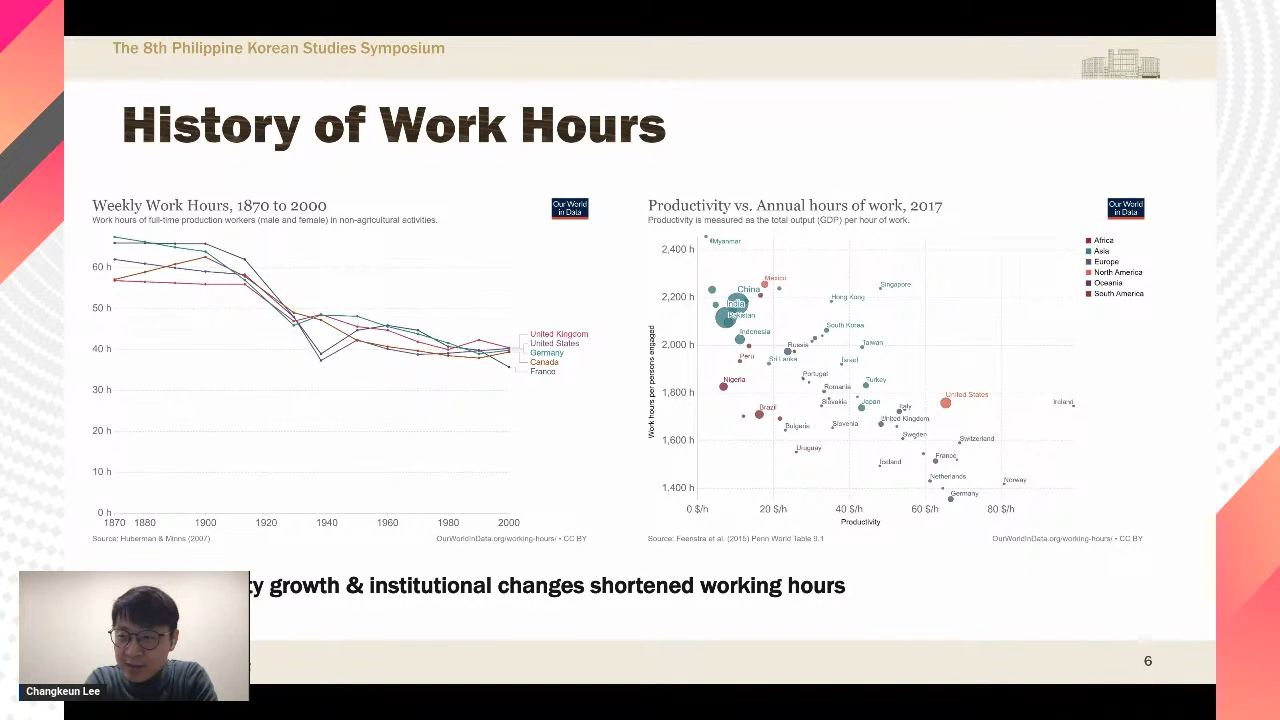 The 8th Philippine Korean Studies Symposium
History of Work Hours
Weekly Work Hours, 1870 to 2000
Work hours of full-time production workers (male and female) in non-agricultural activities.
Our World
in Data
60 h
50 h
40 h
30 h
20 h
10 h
0 h
1870 1880 1900 1920 1940 1960 1980 2000
United Kingdom
United States
Germany
Canada
France
Source: Huberman & Minns (2007)
OurWorldInData.org/working-hours/ • CC BY
Productivity vs. Annual hours of work, 2017
Productivity is measured as the total output (GDP) per hour of work.
Our World
in Data
Work hours per persons engaged
2,400 h
2,200 h
2,000 h
1,800 h
1,600 h
1,400 h
Myanmar
Mexico
China
Singapore
India
Hong Kong
Pakistan
South Korea
Indonesia
Taiwan
Russia
Peru
Sri Lanka
Israel
Portugal
Nigeria
Turkey
Romania
United States
Slovakia
Japan
Italy
Ireland
Brazil
United Kingdom
Bulgaria
Slovenia
Sweden
Switzerland
Uruguay
France
Iceland
Netherlands
Norway
Germany
0 $/h 20 $/h 40 $/h 60 $/h 80 $/h
Productivity
Africa
Asia
Europe
North America
Oceania
South America
Source: Feenstra et al. (2015) Penn World Table 9.1
OurWorldInData.org/working-hours/ • CC BY
ty growth & institutional changes shortened working hours
6
Changkeun Lee